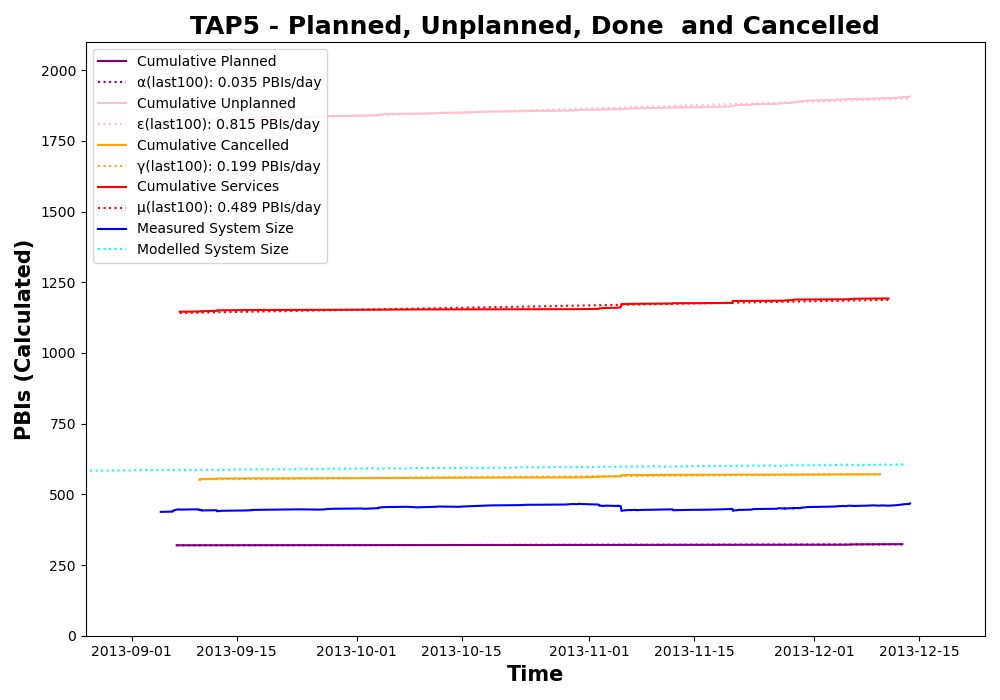 TAP5 - Planned, Unplanned, Done  and Cancelled
PBIs (Calculated)
2000
1750
1500
1250
1000
750
500
250
0
Cumulative Planned
α(last100): 0.035 PBIs/day
Cumulative Unplanned
ε(last100): 0.815 PBIs/day
Cumulative Cancelled
γ(last100): 0.199 PBIs/day
Cumulative Services
μ(last100): 0.489 PBIs/day
Measured System Size
Modelled System Size
2013-09-01 2013-09-15 2013-10-01 2013-10-15 2013-11-01 2013-11-15 2013-12-01 2013-12-15
Time